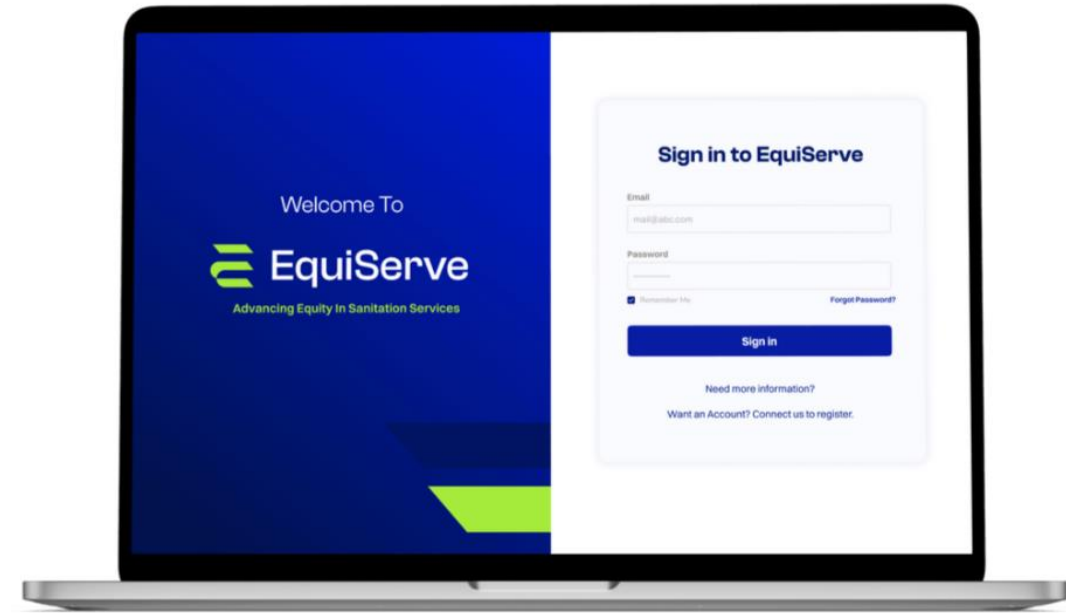 Welcome To
EquiServe
Advancing Equity In Sanitation Services
Sign in to EquiServe
Email
mail@abc.com
Password
Remember Me
Forgot Password?
Sign in
Need more information?
Want an Account? Connect us to register.